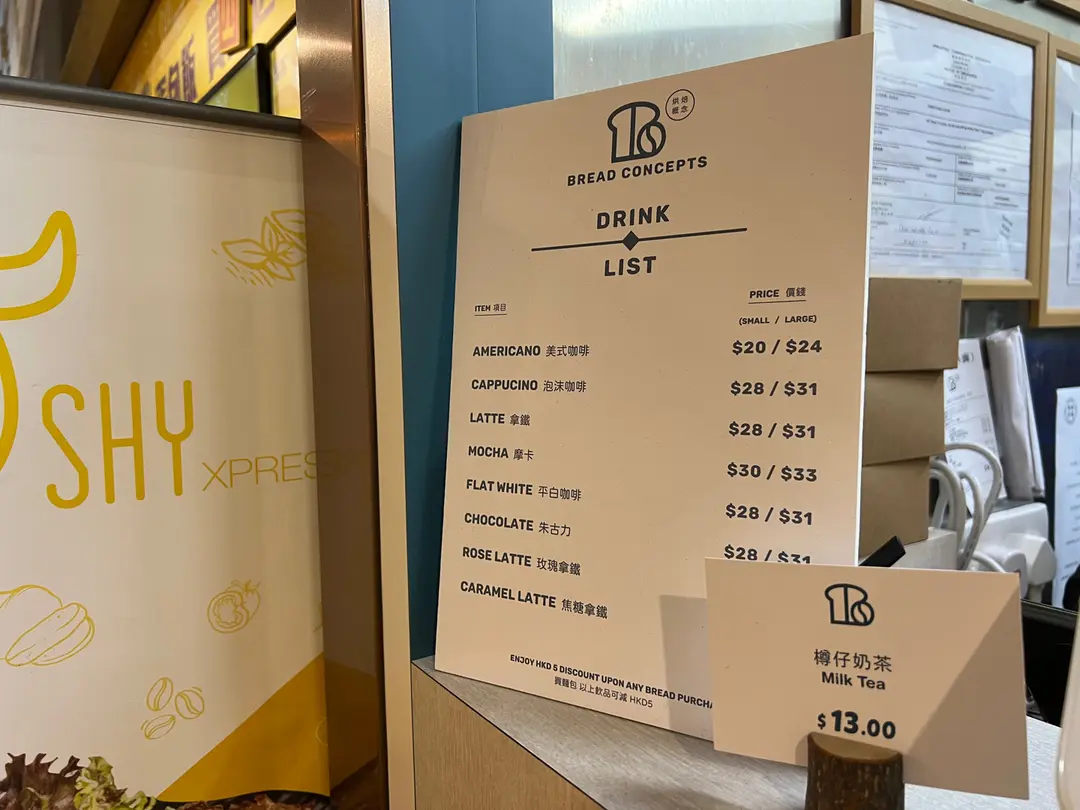 SHY
XPRES
烘焙
概念
BREAD CONCEPTS
DRINK
LIST
ITEM 項目
PRICE 價錢
(SMALL / LARGE)
AMERICANO 美式咖啡 $20 / $24
CAPPUCINO 泡沫咖啡 $28 / $31
LATTE 拿鐵 $28 / $31
MOCHA 摩卡 $30 / $33
FLAT WHITE 平白咖啡 $28 / $31
CHOCOLATE 朱古力 $28 / $31
ROSE LATTE 玫瑰拿鐵
CARAMEL LATTE 焦糖拿鐵
ENJOY HKD 5 DISCOUNT UPON ANY BREAD PURCHA
買麵包 以上飲品可減 HKD5
樽仔奶茶
Milk Tea
$13.00